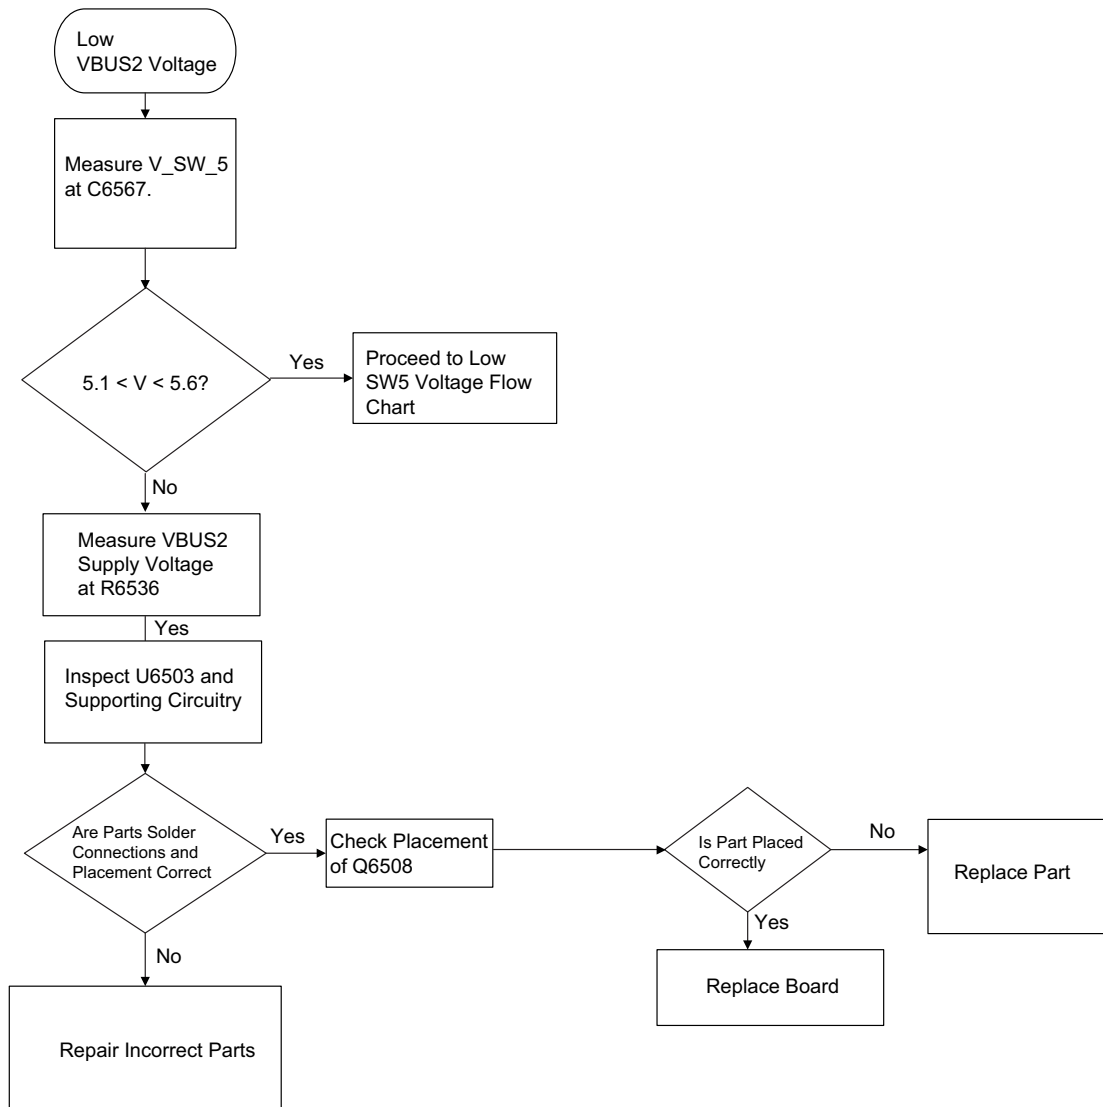 Low
VBUS2 Voltage
Measure V_SW_5
at C6567.
5.1 < V < 5.6?
Yes
Proceed to Low
SW5 Voltage Flow
Chart
No
Measure VBUS2
Supply Voltage
at R6536
Yes
Inspect U6503 and
Supporting Circuitry
Are Parts Solder
Connections and
Placement Correct
Yes
Check Placement
of Q6508
Is Part Placed
Correctly
No
Replace Part
Yes
Replace Board
No
Repair Incorrect Parts